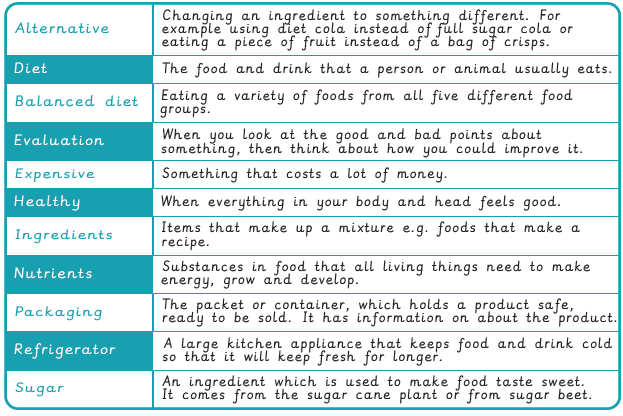 Alternative
Changing an ingredient to something different. For
example using diet cola instead of full sugar cola or
eating a piece of fruit instead of a bag of crisps.
Diet
The food and drink that a person or animal usually eats.
Balanced diet
Eating a variety of foods from all five different food
groups.
Evaluation
When you look at the good and bad points about
something, then think about how you could improve it.
Expensive
Something that costs a lot of money.
Healthy
When everything in your body and head feels good.
Ingredients
Items that make up a mixture e.g. foods that make a
recipe.
Nutrients
Substances in food that all living things need to make
energy, grow and develop.
Packaging
The packet or container, which holds a product safe,
ready to be sold. It has information on about the product.
Refrigerator
A large kitchen appliance that keeps food and drink cold
so that it will keep fresh for longer.
Sugar
An ingredient which is used to make food taste sweet.
It comes from the sugar cane plant or from sugar beet.